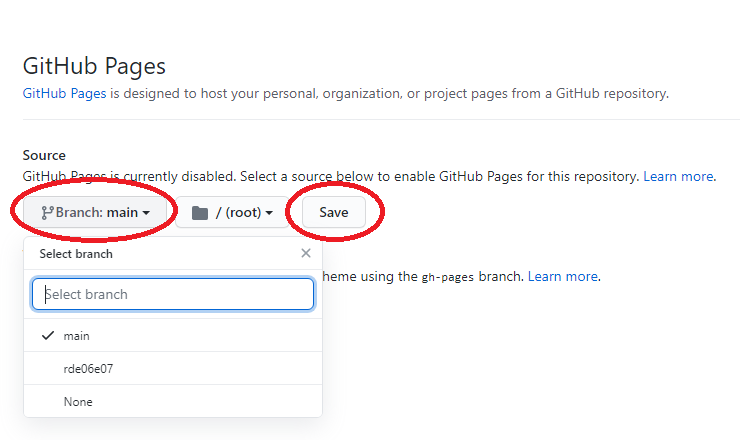 GitHub Pages
GitHub Pages is designed to host your personal, organization, or project pages from a GitHub repository.
Source
GitHub Pages is currently disabled. Select a source below to enable GitHub Pages for this repository. Learn more.
Branch: main / (root) Save
Select branch
heme using the gh-pages branch. Learn more.
Select branch
main
rde06e07
None